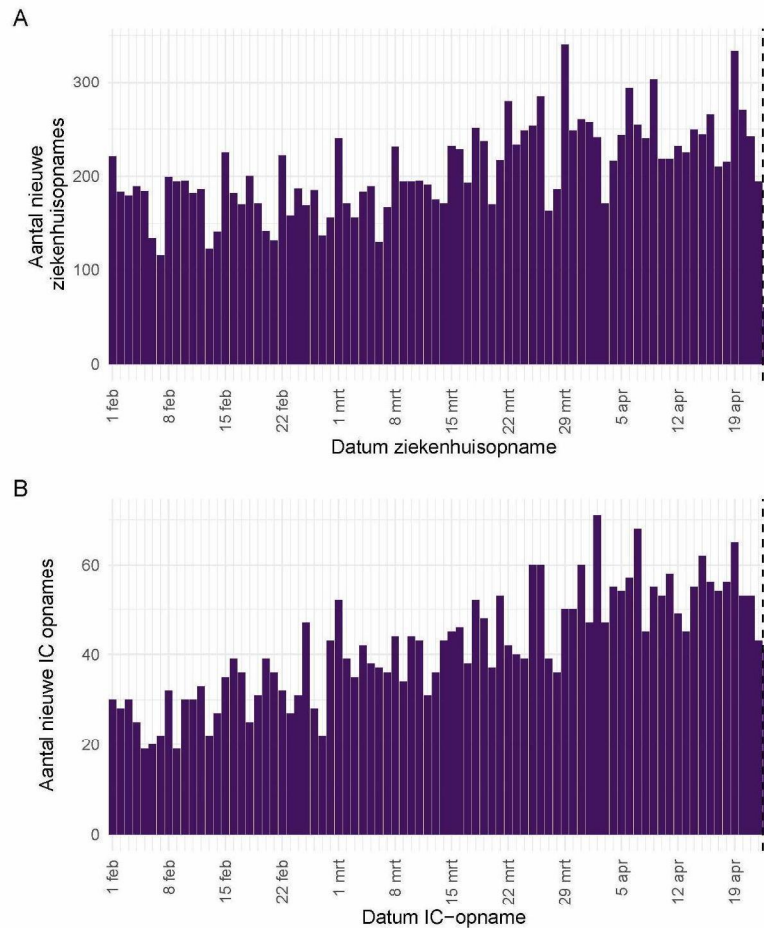 A
Aantal nieuwe
ziekenhuisopnames
300
200
100
0
1 feb
8 feb
15 feb
22 feb
1 mrt
8 mrt
15 mrt
22 mrt
29 mrt
5 apr
12 apr
19 apr
Datum ziekenhuisopname
B
Aantal nieuwe IC opnames
60
40
20
0
1 feb
8 feb
15 feb
22 feb
1 mrt
8 mrt
15 mrt
22 mrt
29 mrt
5 apr
12 apr
19 apr
Datum IC-opname